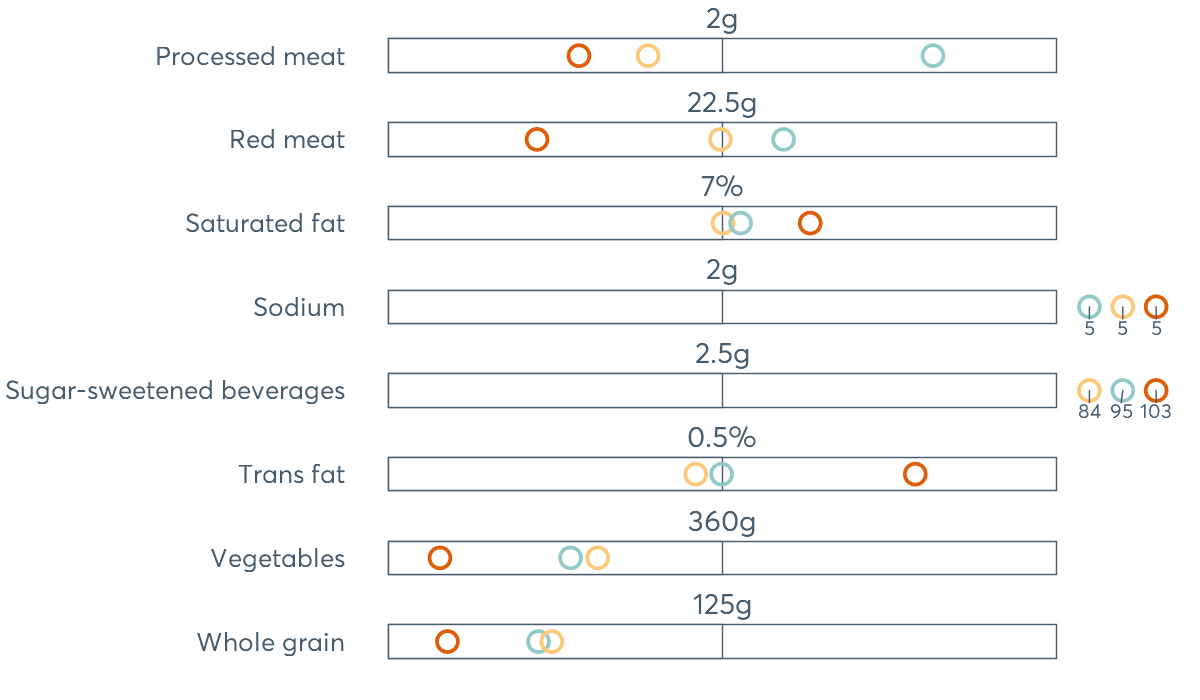 2g
Processed meat
22.5g
Red meat
7%
Saturated fat
2g
Sodium
5 5 5
2.5g
Sugar-sweetened beverages
84 95 103
0.5%
Trans fat
360g
Vegetables
125g
Whole grain